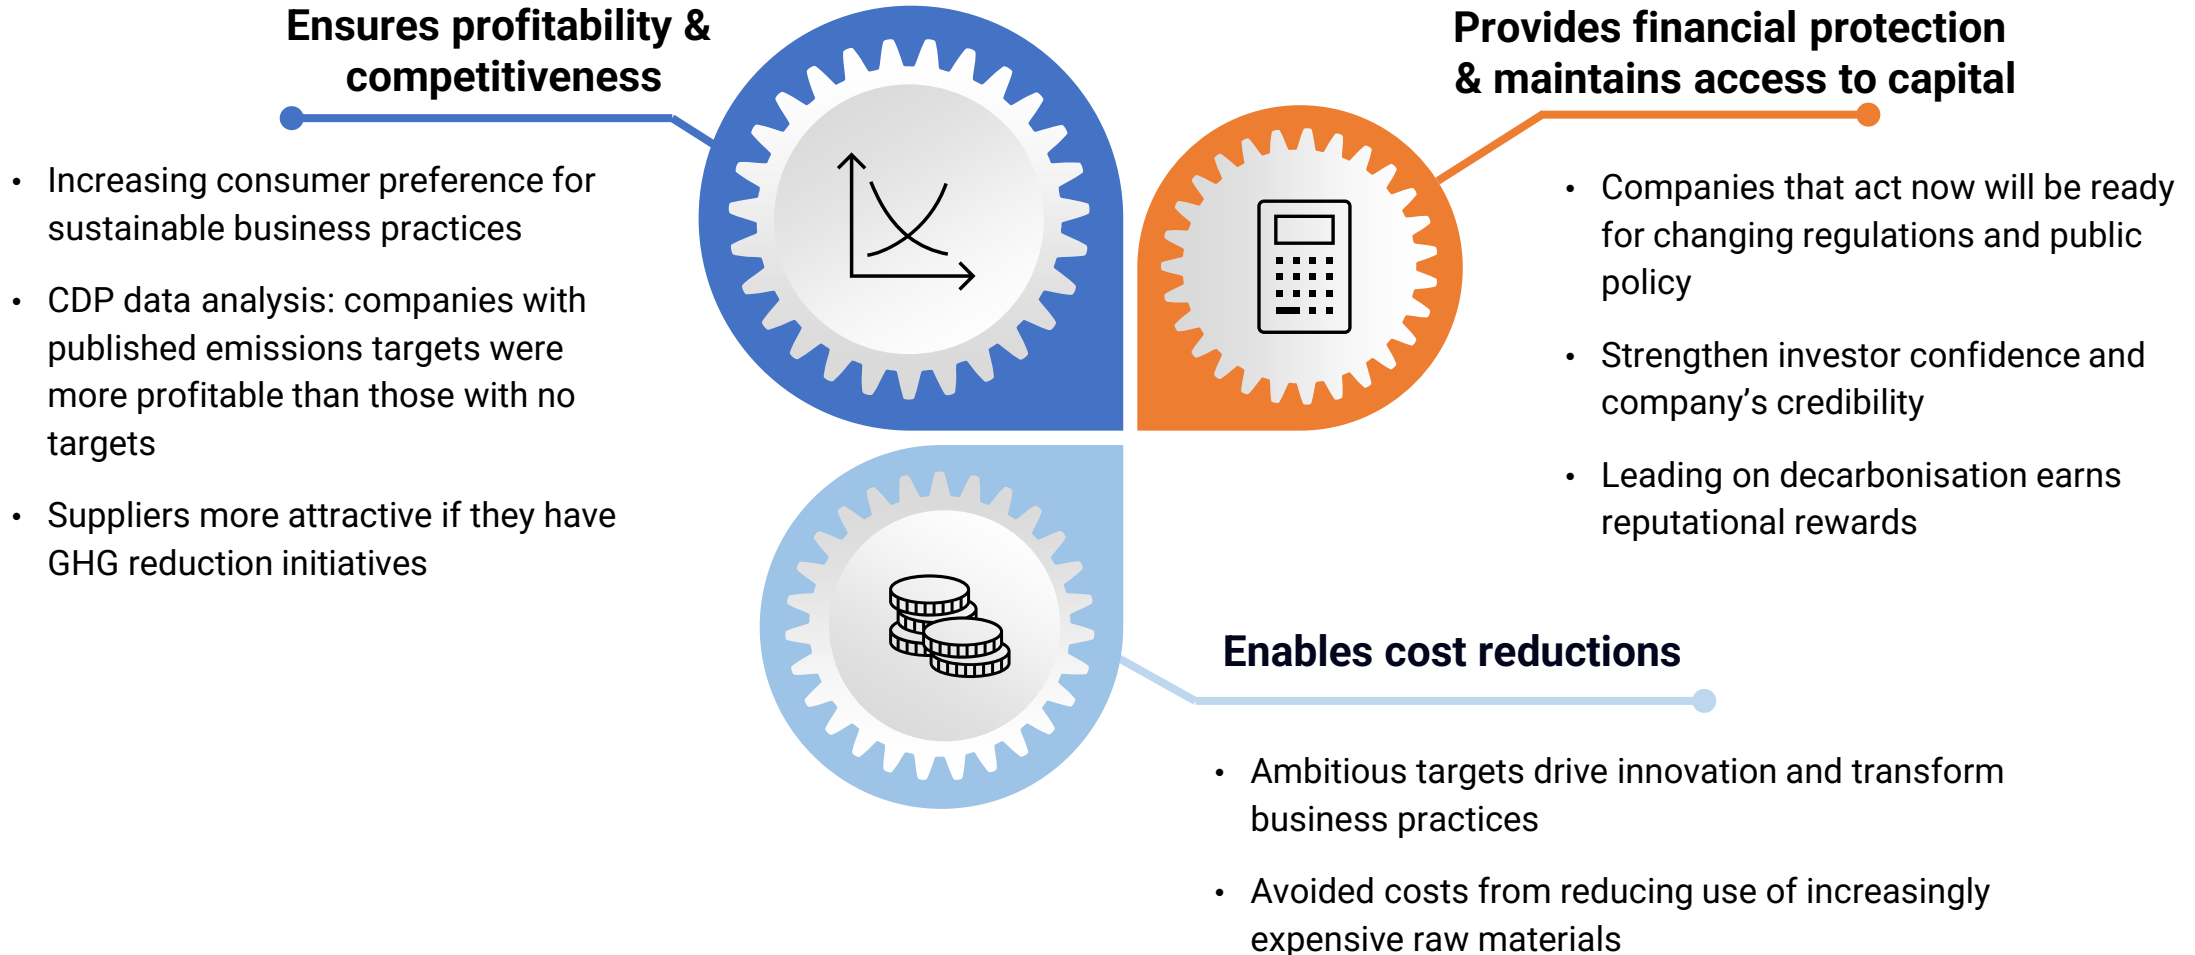 Ensures profitability &
competitiveness
• Increasing consumer preference for
sustainable business practices
• CDP data analysis: companies with
published emissions targets were
more profitable than those with no
targets
• Suppliers more attractive if they have
GHG reduction initiatives
Provides financial protection
& maintains access to capital
• Companies that act now will be ready
for changing regulations and public
policy
• Strengthen investor confidence and
company’s credibility
• Leading on decarbonisation earns
reputational rewards
Enables cost reductions
• Ambitious targets drive innovation and transform
business practices
• Avoided costs from reducing use of increasingly
expensive raw materials